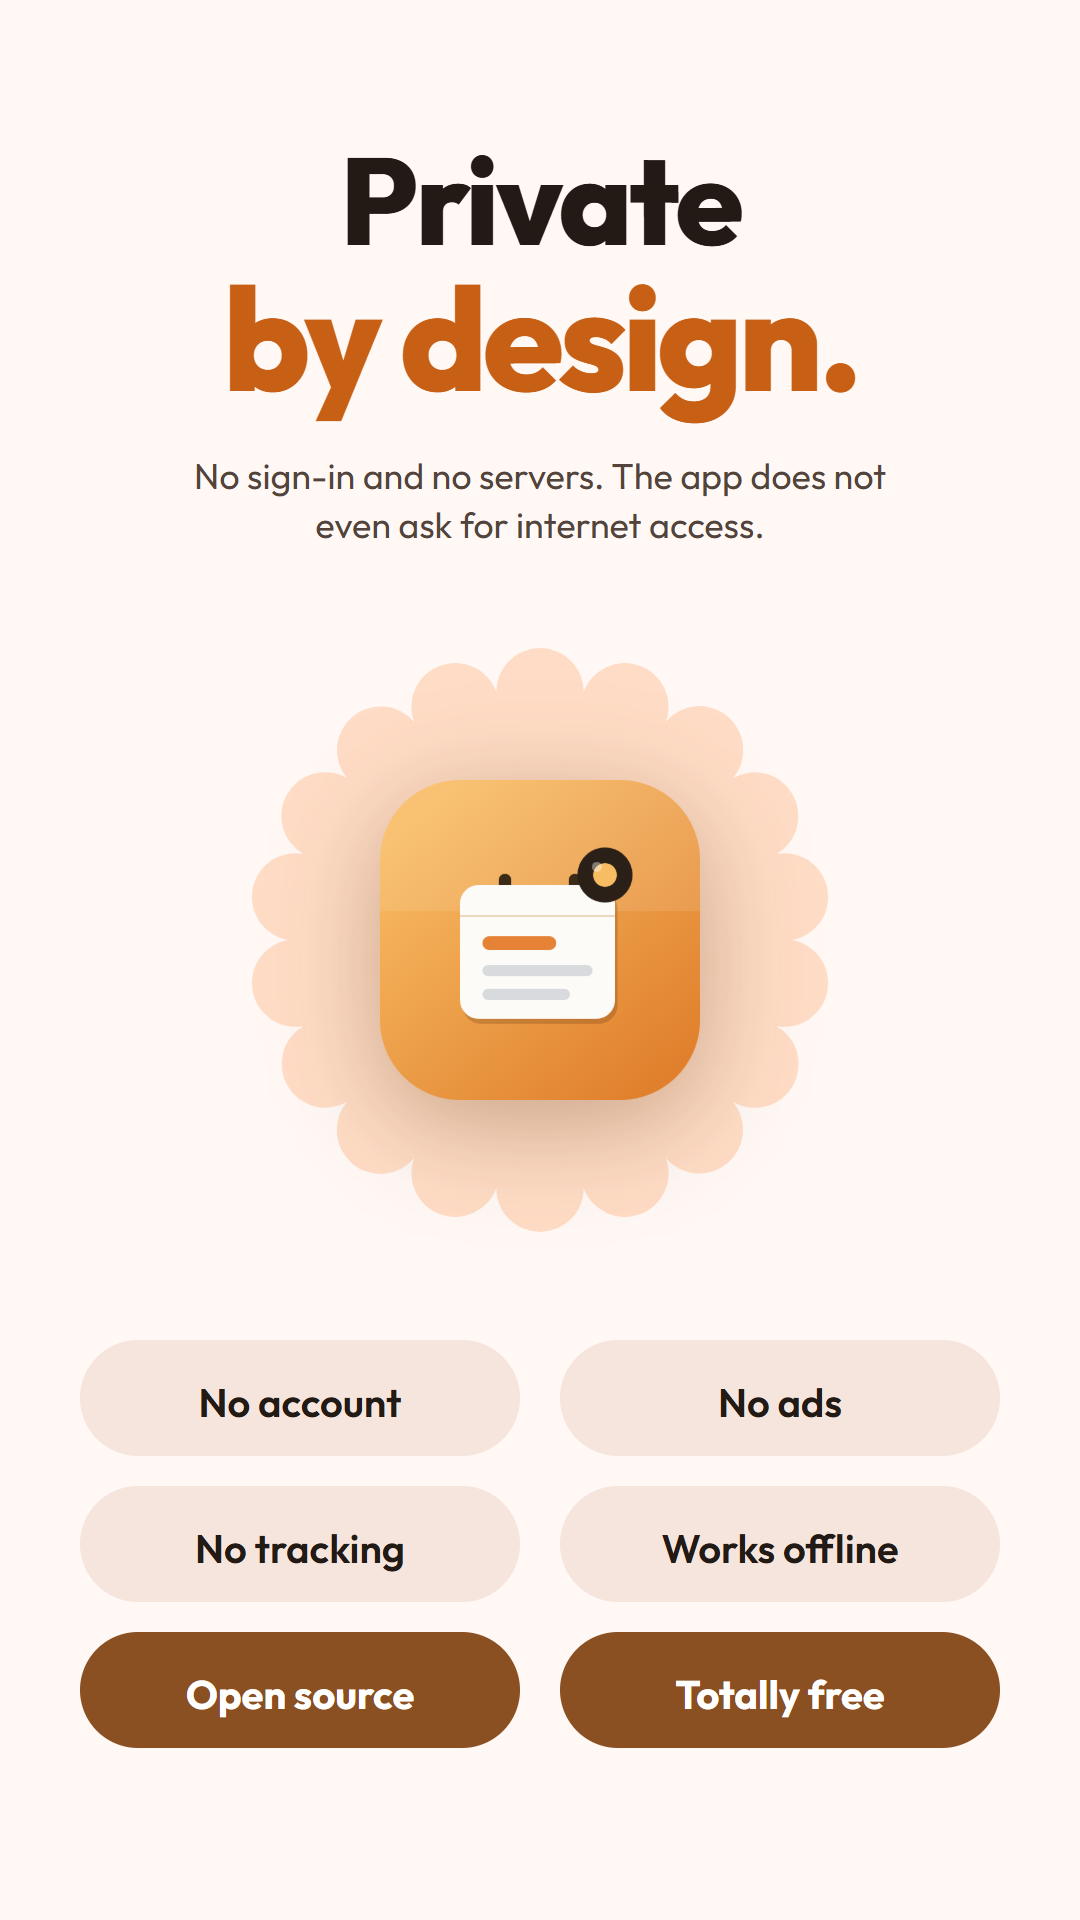 Private
by design.
No sign-in and no servers. The app does not
even ask for internet access.
No account
No ads
No tracking
Works offline
Open source
Totally free